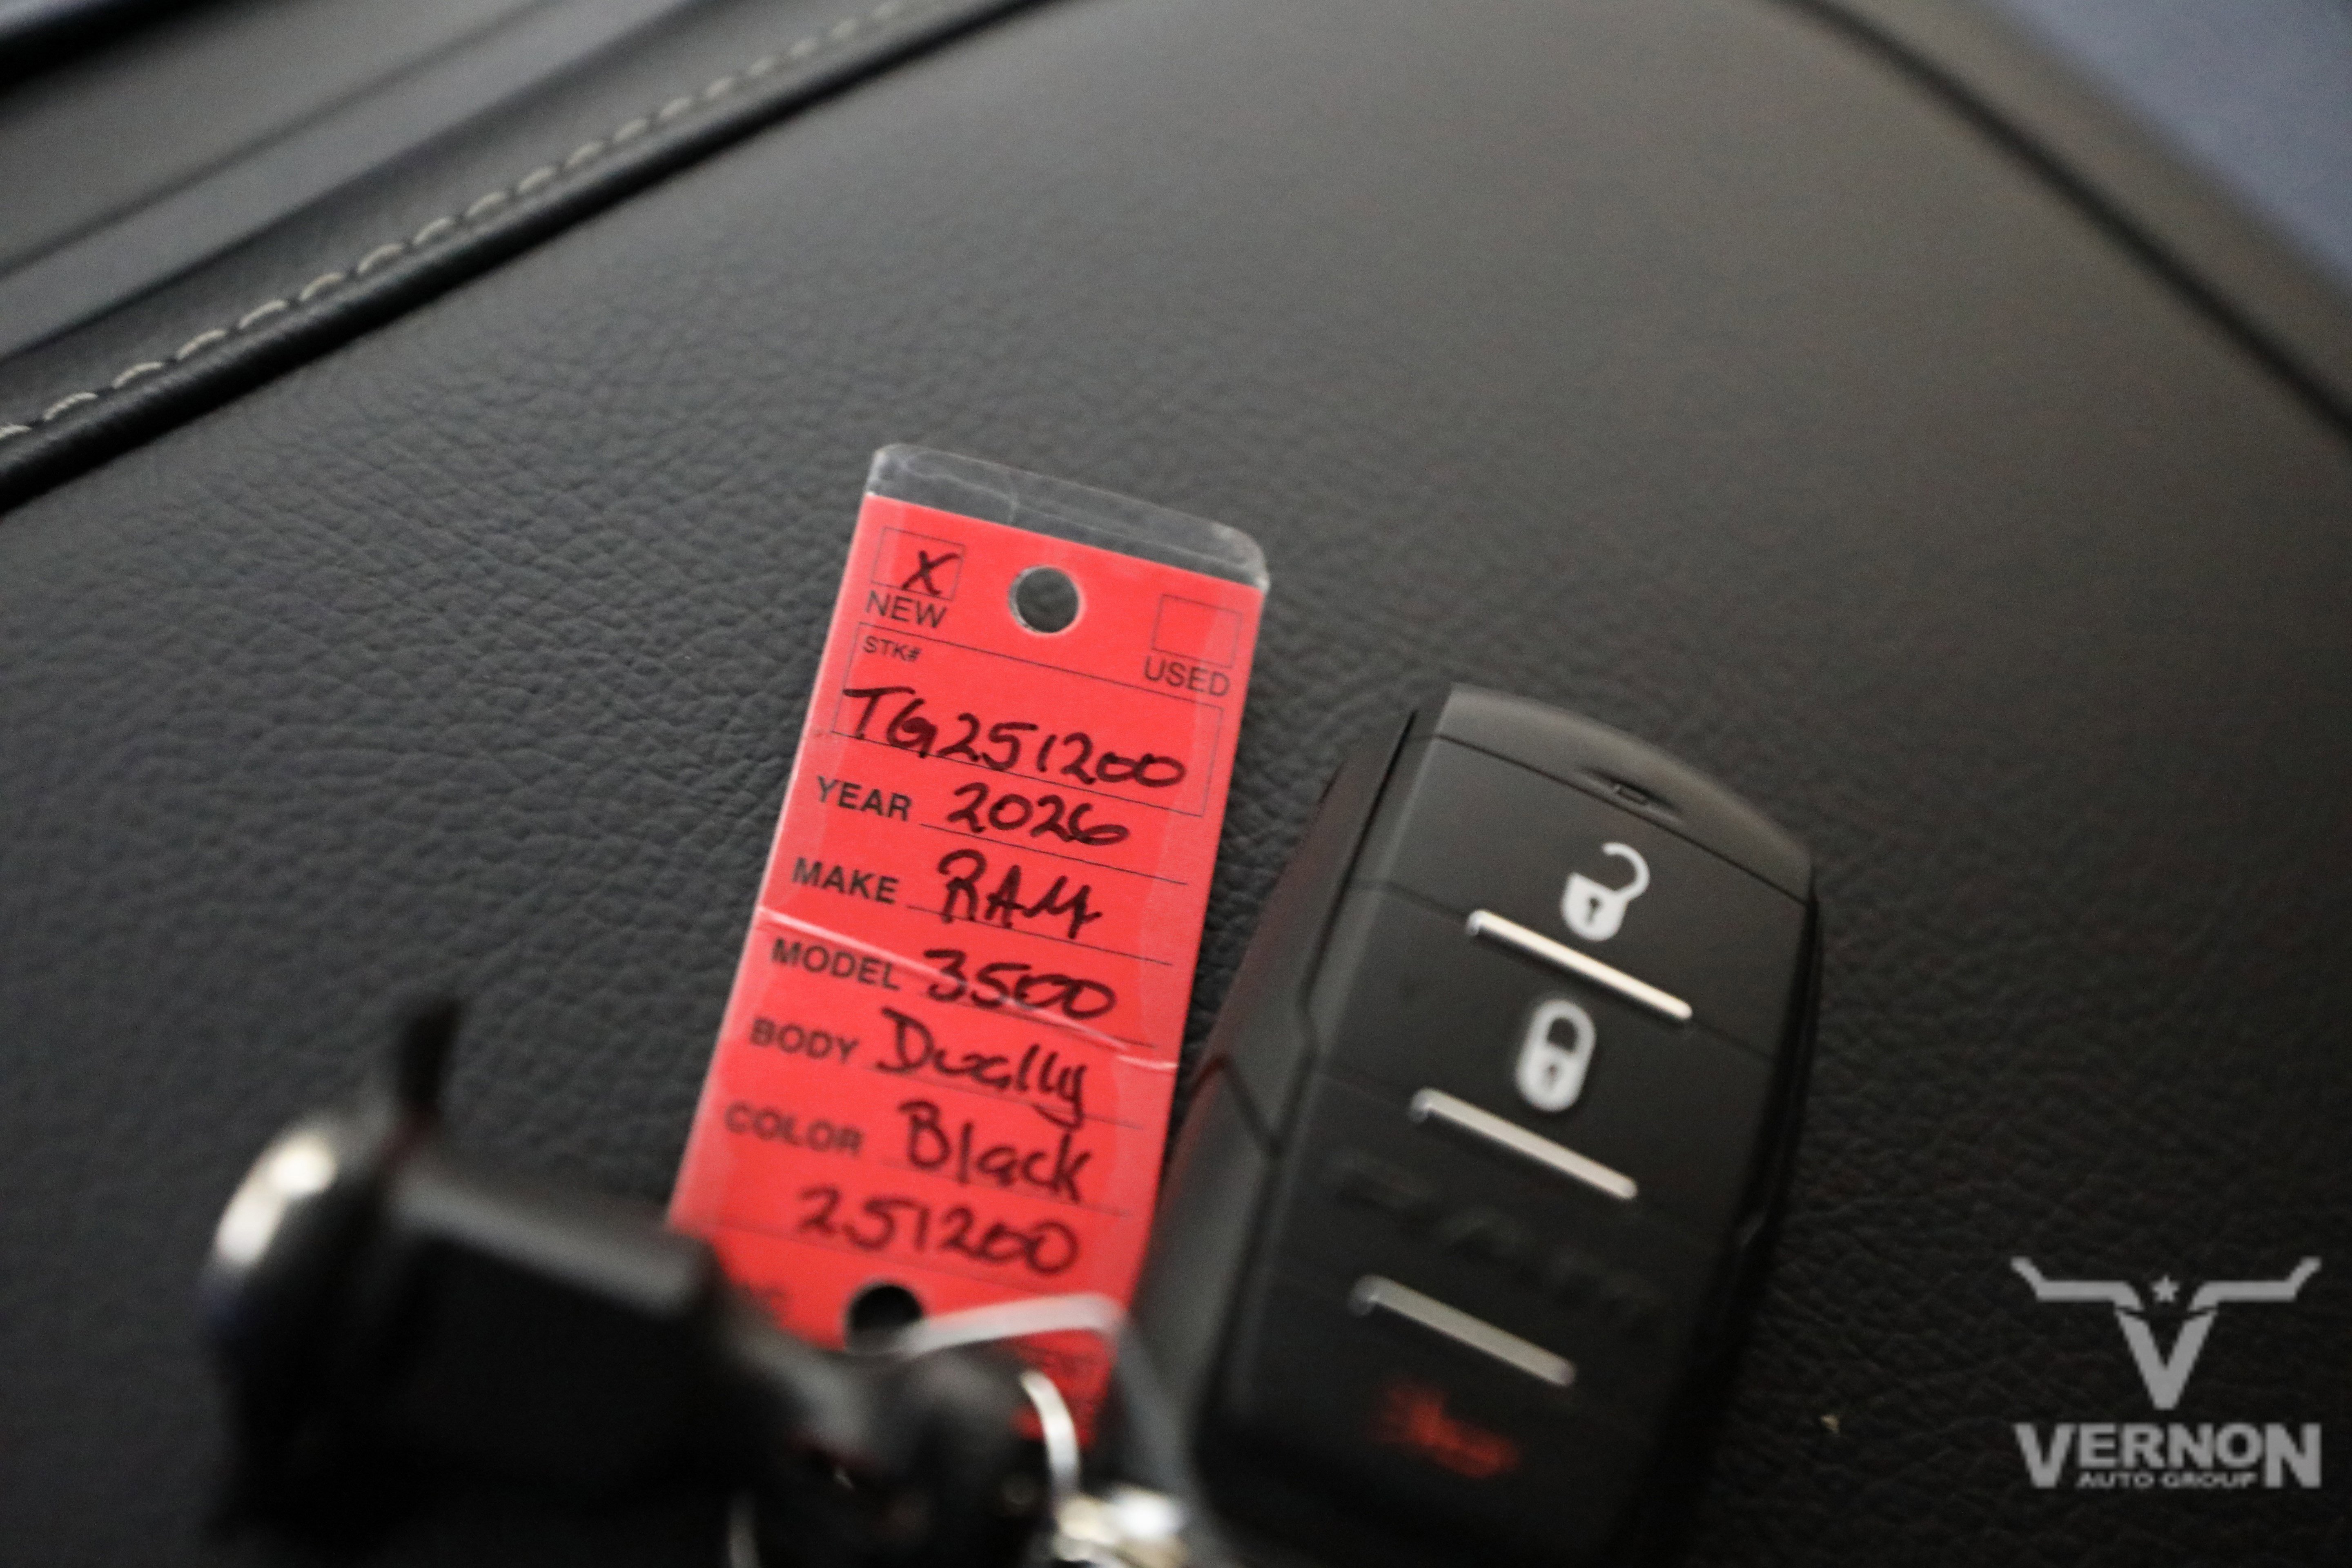 X
NEW
USED
STK#
TG251200
YEAR 2026
MAKE RAM
MODEL 3500
BODY Dually
COLOR Black
251200
VERNON
AUTO GROUP